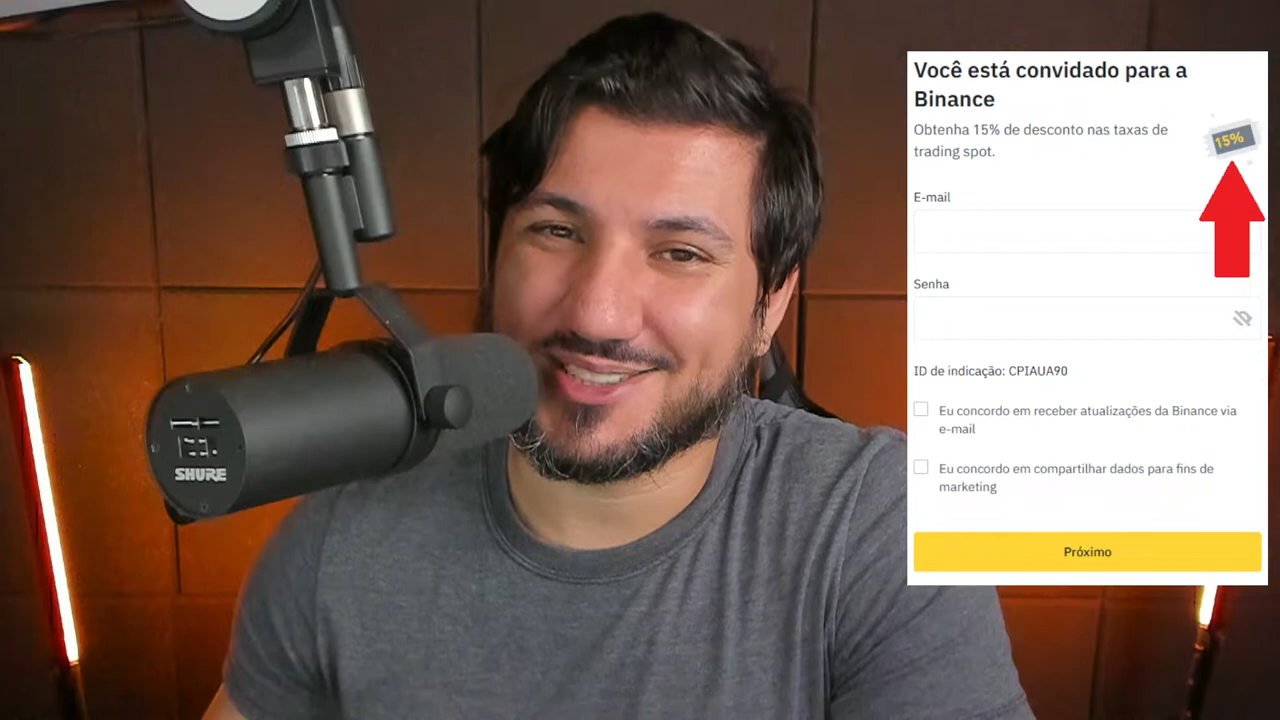 SHURE
Você está convidado para a
Binance
Obtenha 15% de desconto nas taxas de
trading spot.
15%
E-mail
Senha
ID de indicação: CPIAUA90
Eu concordo em receber atualizações da Binance via
e-mail
Eu concordo em compartilhar dados para fins de
marketing
Próximo